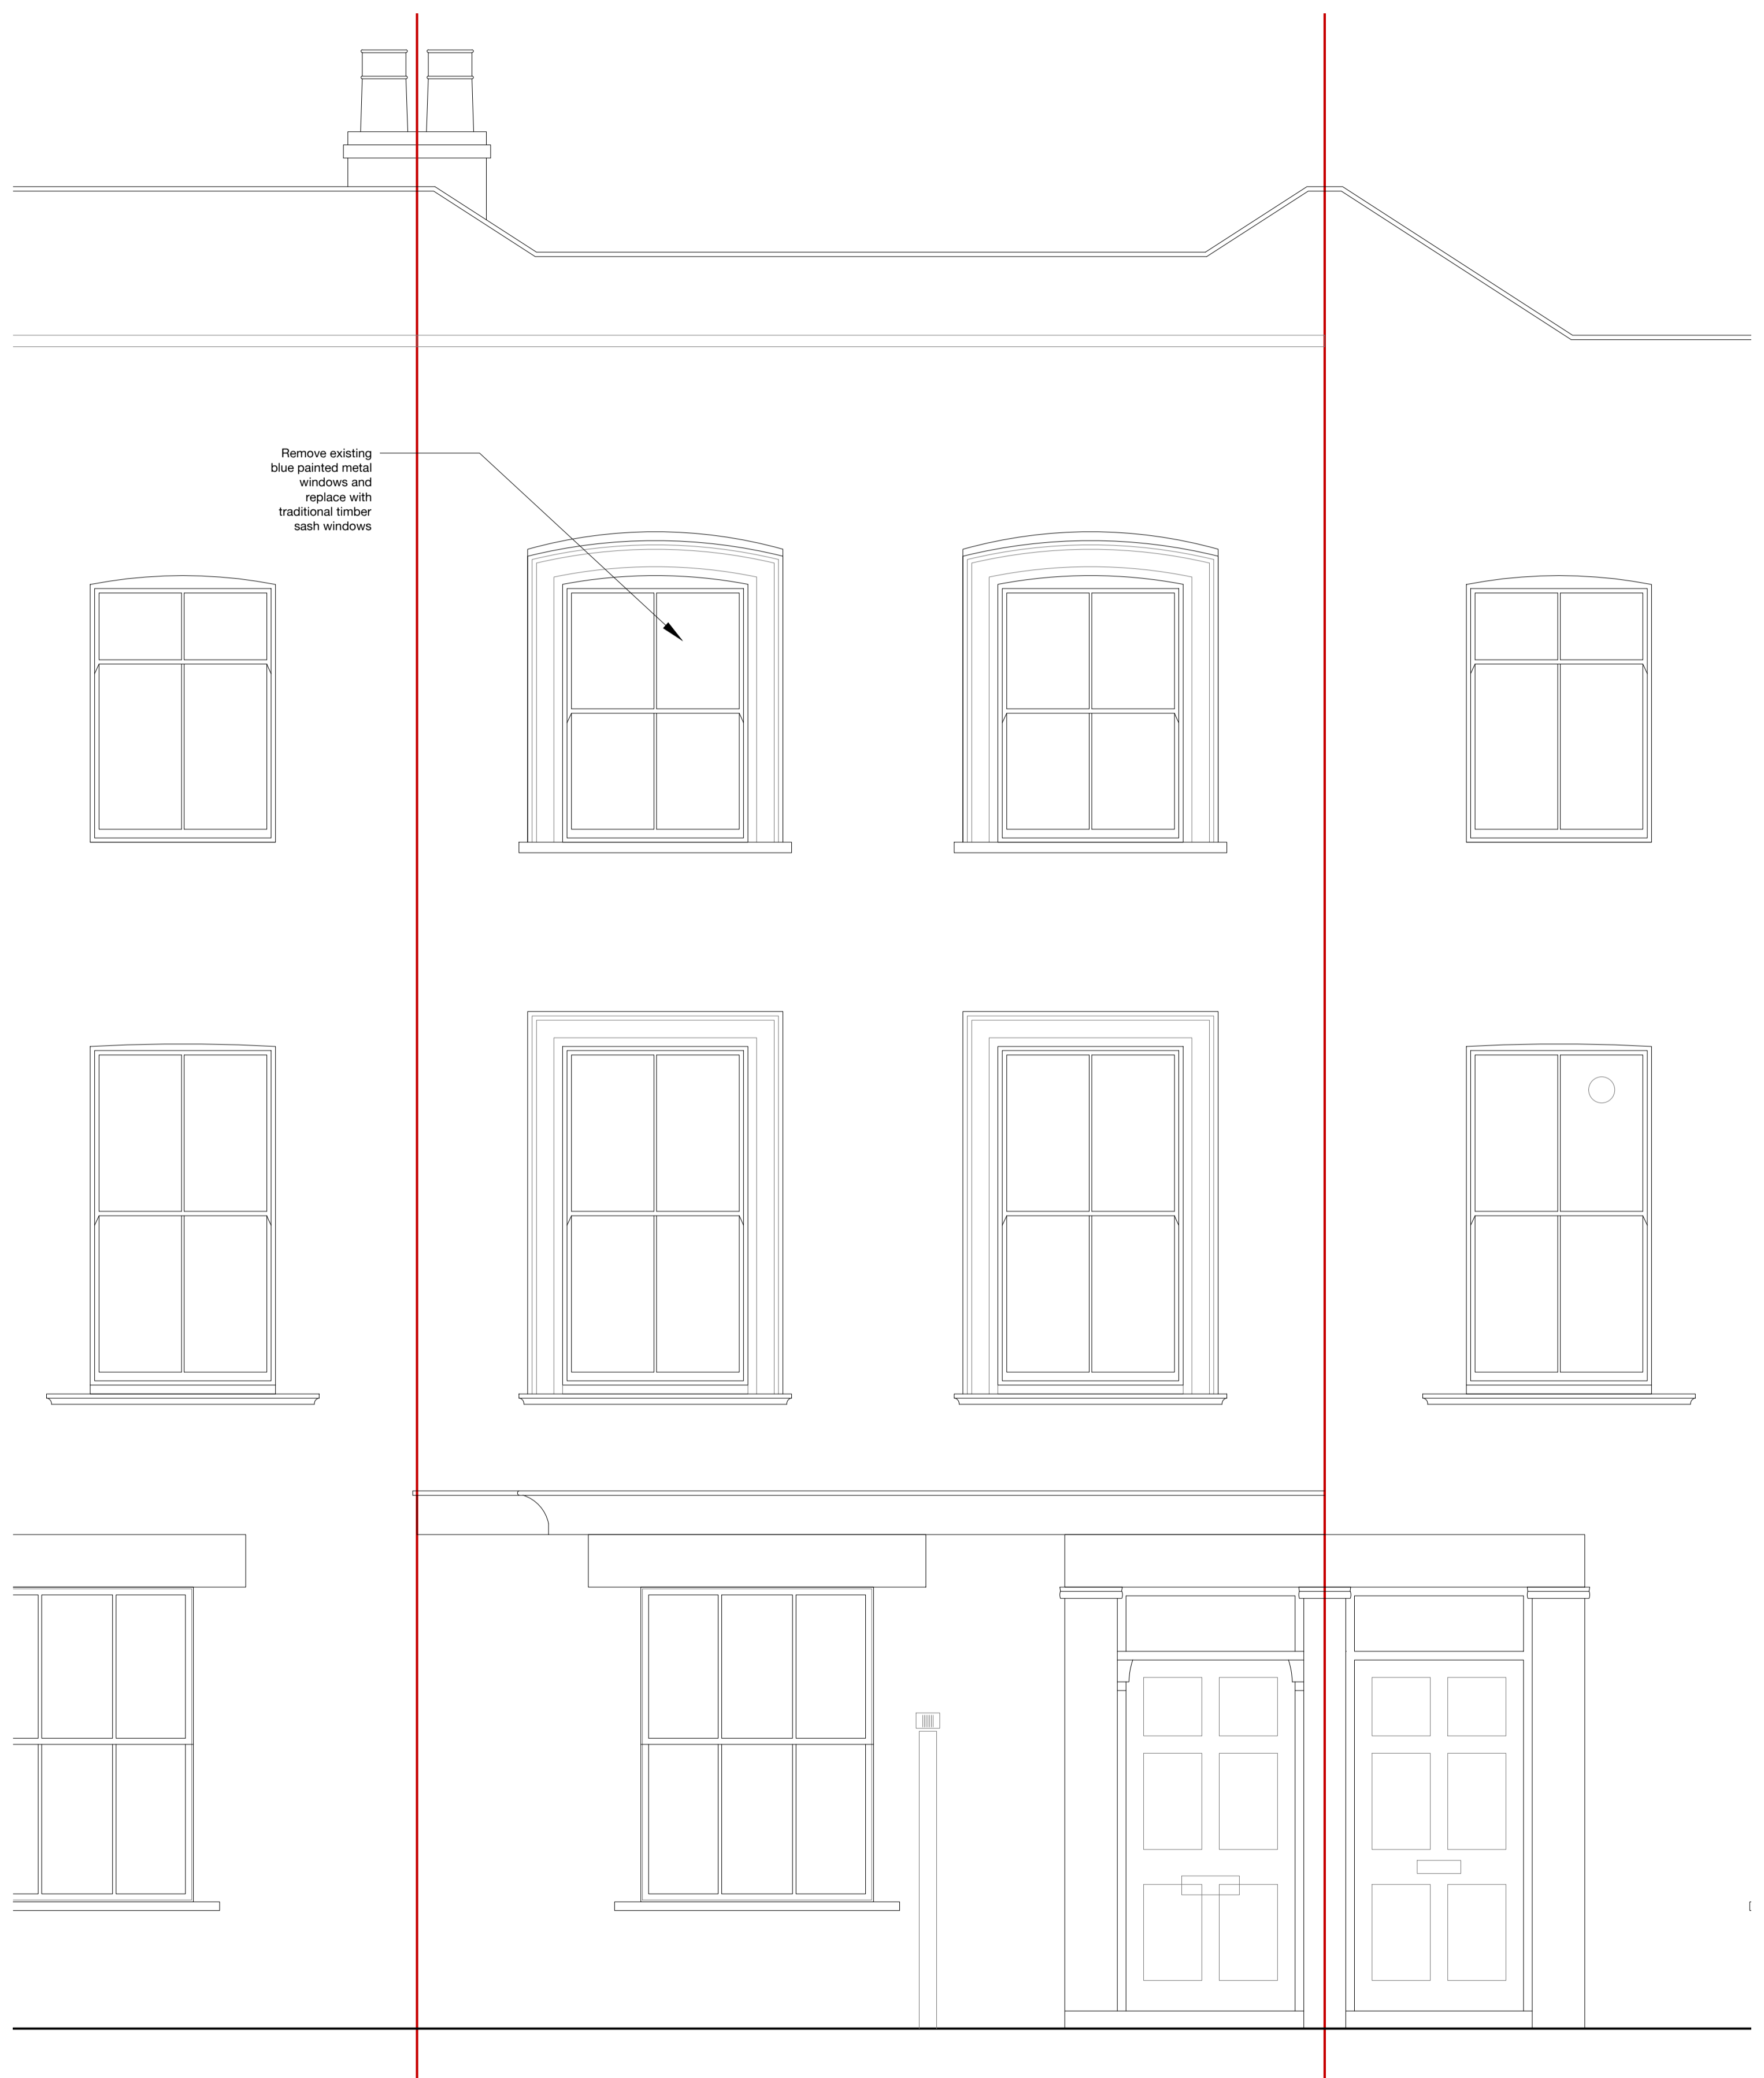 Remove existing
blue painted metal
windows and
replace with
traditional timber
sash windows